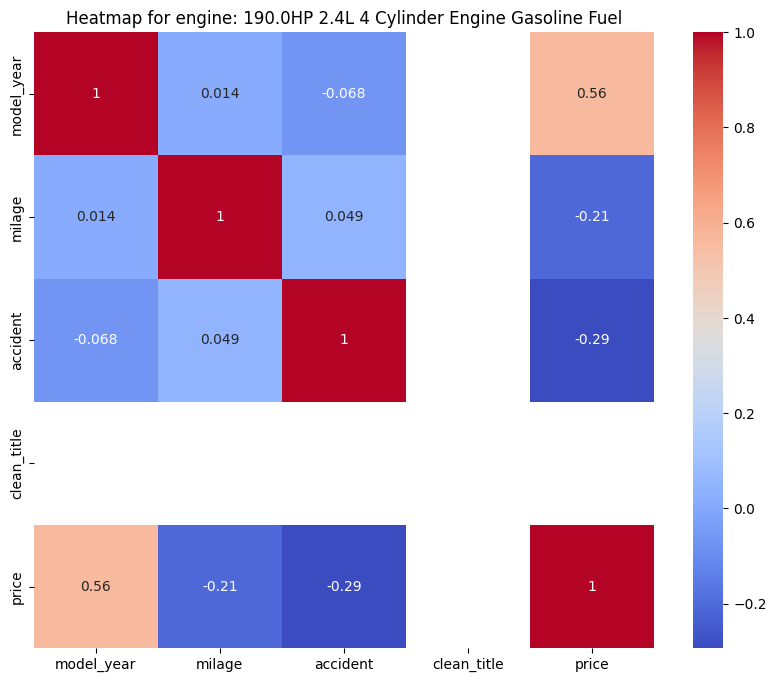 Heatmap for engine: 190.0HP 2.4L 4 Cylinder Engine Gasoline Fuel
model_year 1 0.014 -0.068 0.56
milage 0.014 1 0.049 -0.21
accident -0.068 0.049 1 -0.29
clean_title
price 0.56 -0.21 -0.29 1
model_year milage accident clean_title price
1.0
0.8
0.6
0.4
0.2
0.0
−0.2